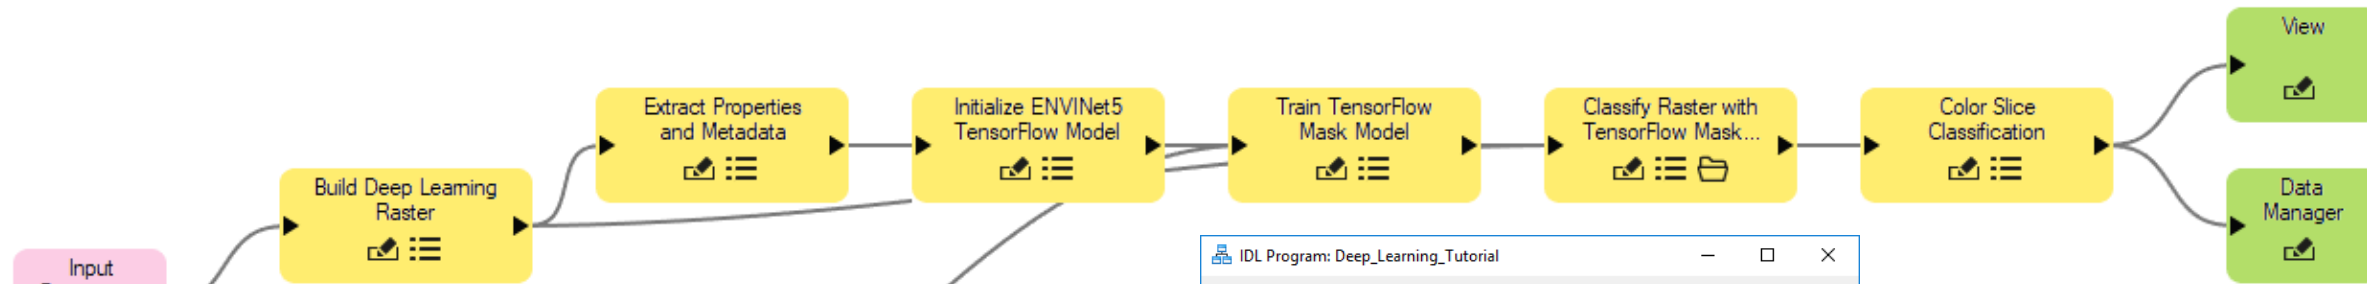 Input
Build Deep Learning
Raster
Extract Properties
and Metadata
Initialize ENVINet5
TensorFlow Model
Train TensorFlow
Mask Model
Classify Raster with
TensorFlow Mask...
Color Slice
Classification
View
Data
Manager
IDL Program: Deep_Learning_Tutorial